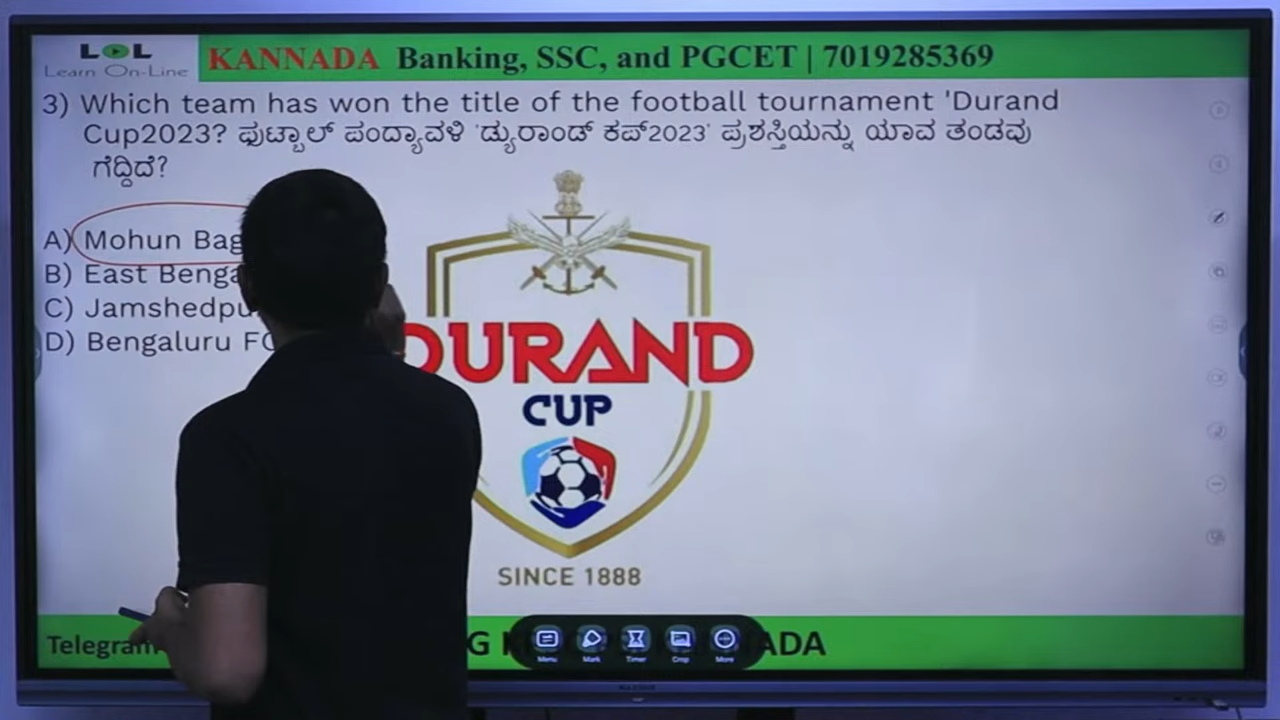 LOL
Learn On-Line
KANNADA Banking, SSC, and PGCET | 7019285369
3) Which team has won the title of the football tournament 'Durand
Cup2023? ಫುಟ್ಬಾಲ್ ಪಂದ್ಯಾವಳಿ 'ಡ್ಯುರಾಂಡ್ ಕಪ್2023' ಪ್ರಶಸ್ತಿಯನ್ನು ಯಾವ ತಂಡವು
ಗೆದ್ದಿದೆ?
A) Mohun Bag
B) East Benga
C) Jamshedpu
D) Bengaluru FC
DURAND
CUP
SINCE 1888
Telegram
G K ADA
Menu Mark Timer Crop More